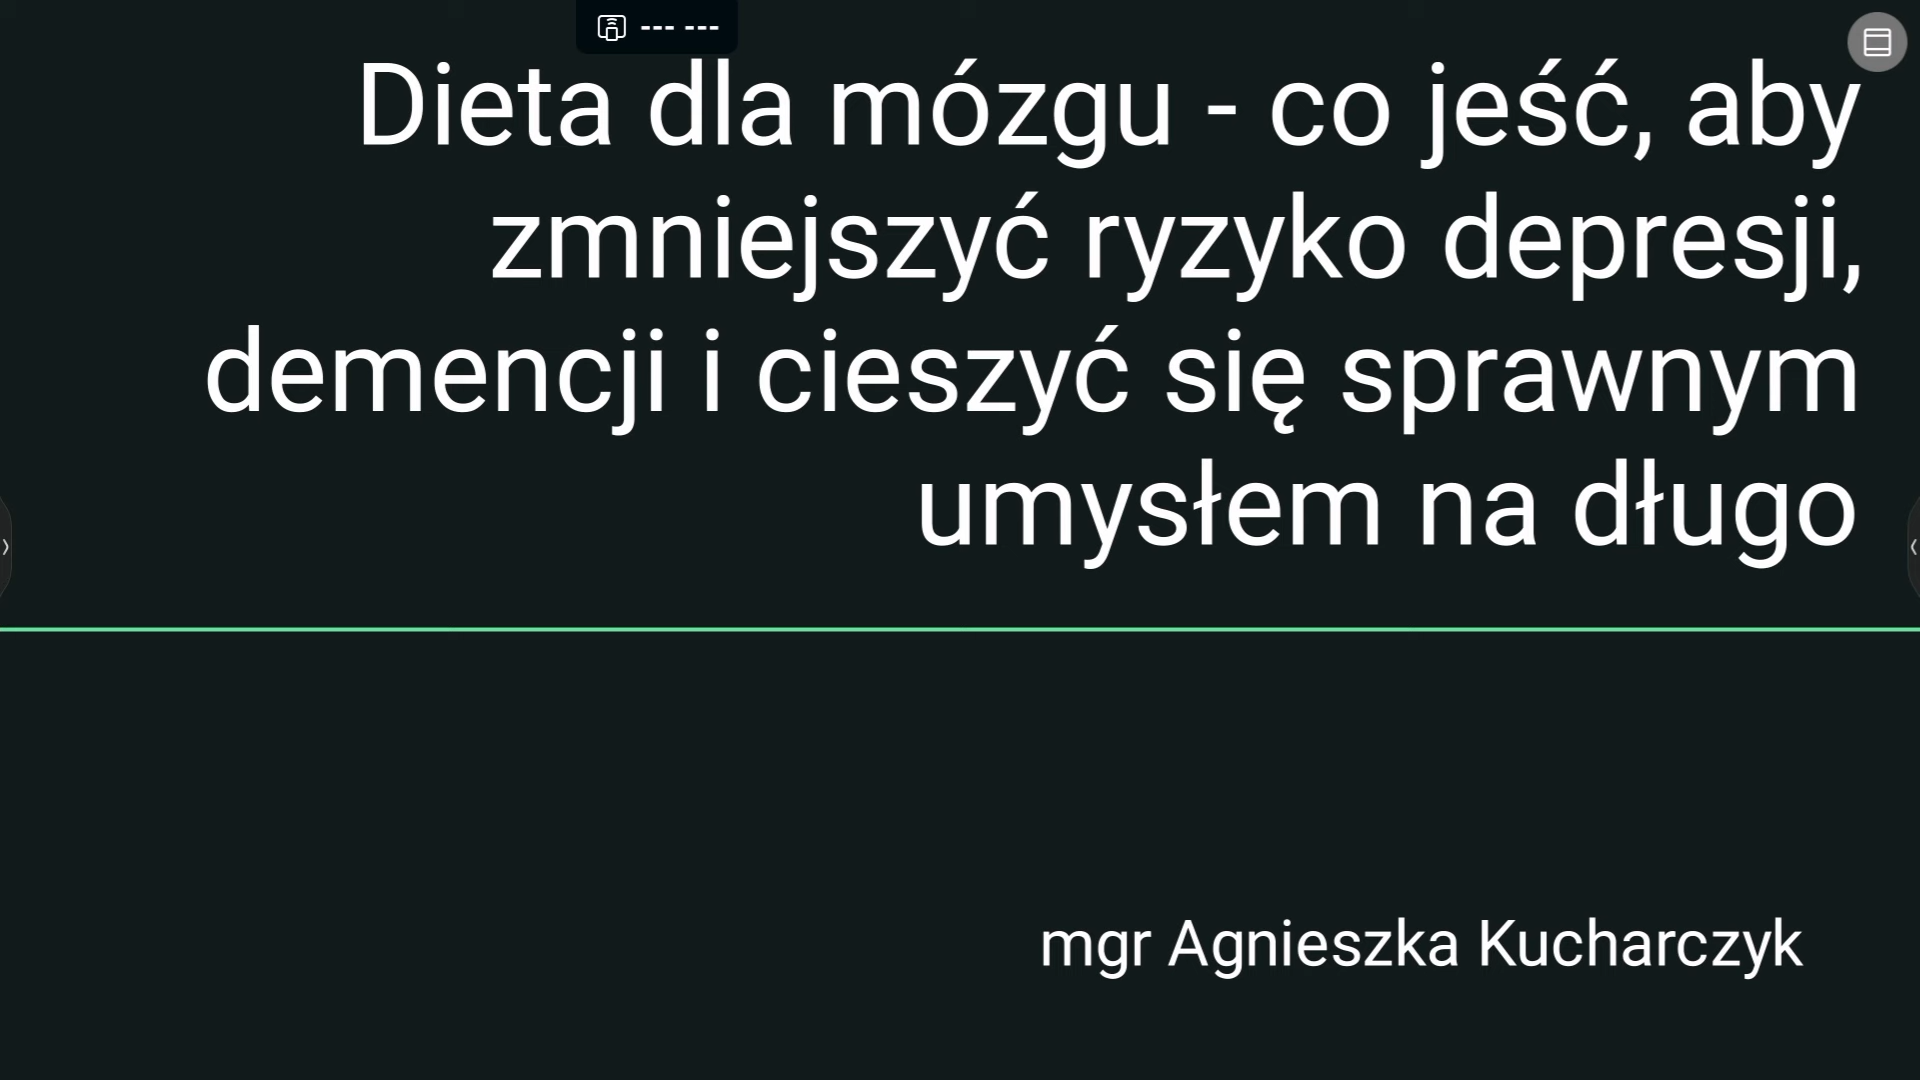 --- ---
Dieta dla mózgu - co jeść, aby
zmniejszyć ryzyko depresji,
demencji i cieszyć się sprawnym
umysłem na długo
mgr Agnieszka Kucharczyk